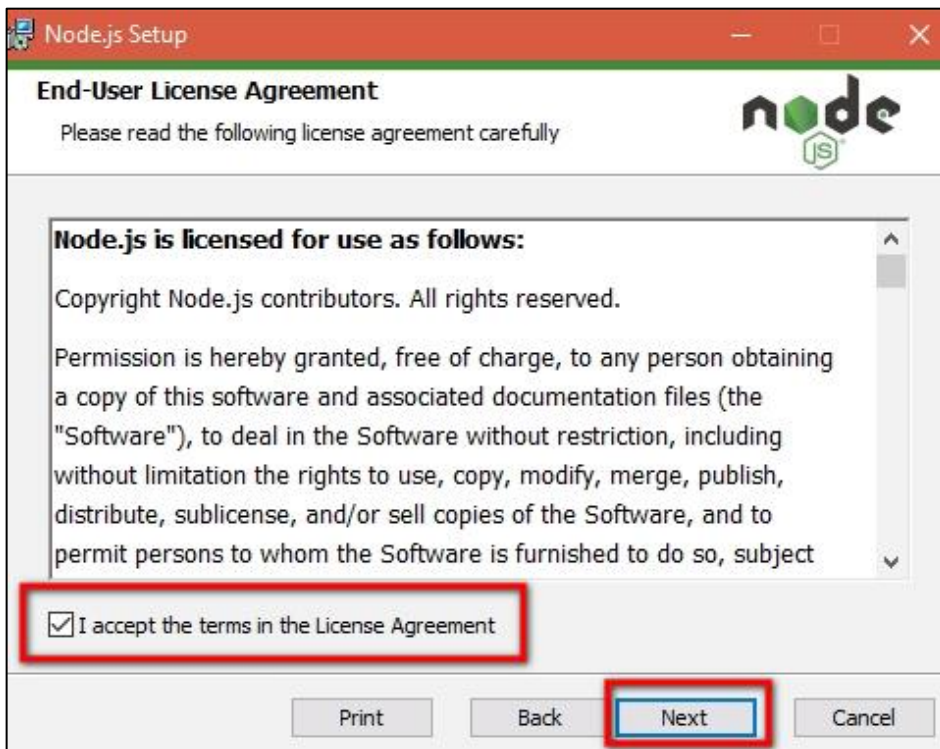 Node.js Setup
End-User License Agreement
Please read the following license agreement carefully
node
JS
Node.js is licensed for use as follows:
Copyright Node.js contributors. All rights reserved.
Permission is hereby granted, free of charge, to any person obtaining
a copy of this software and associated documentation files (the
"Software"), to deal in the Software without restriction, including
without limitation the rights to use, copy, modify, merge, publish,
distribute, sublicense, and/or sell copies of the Software, and to
permit persons to whom the Software is furnished to do so, subject
I accept the terms in the License Agreement
Print Back Next Cancel